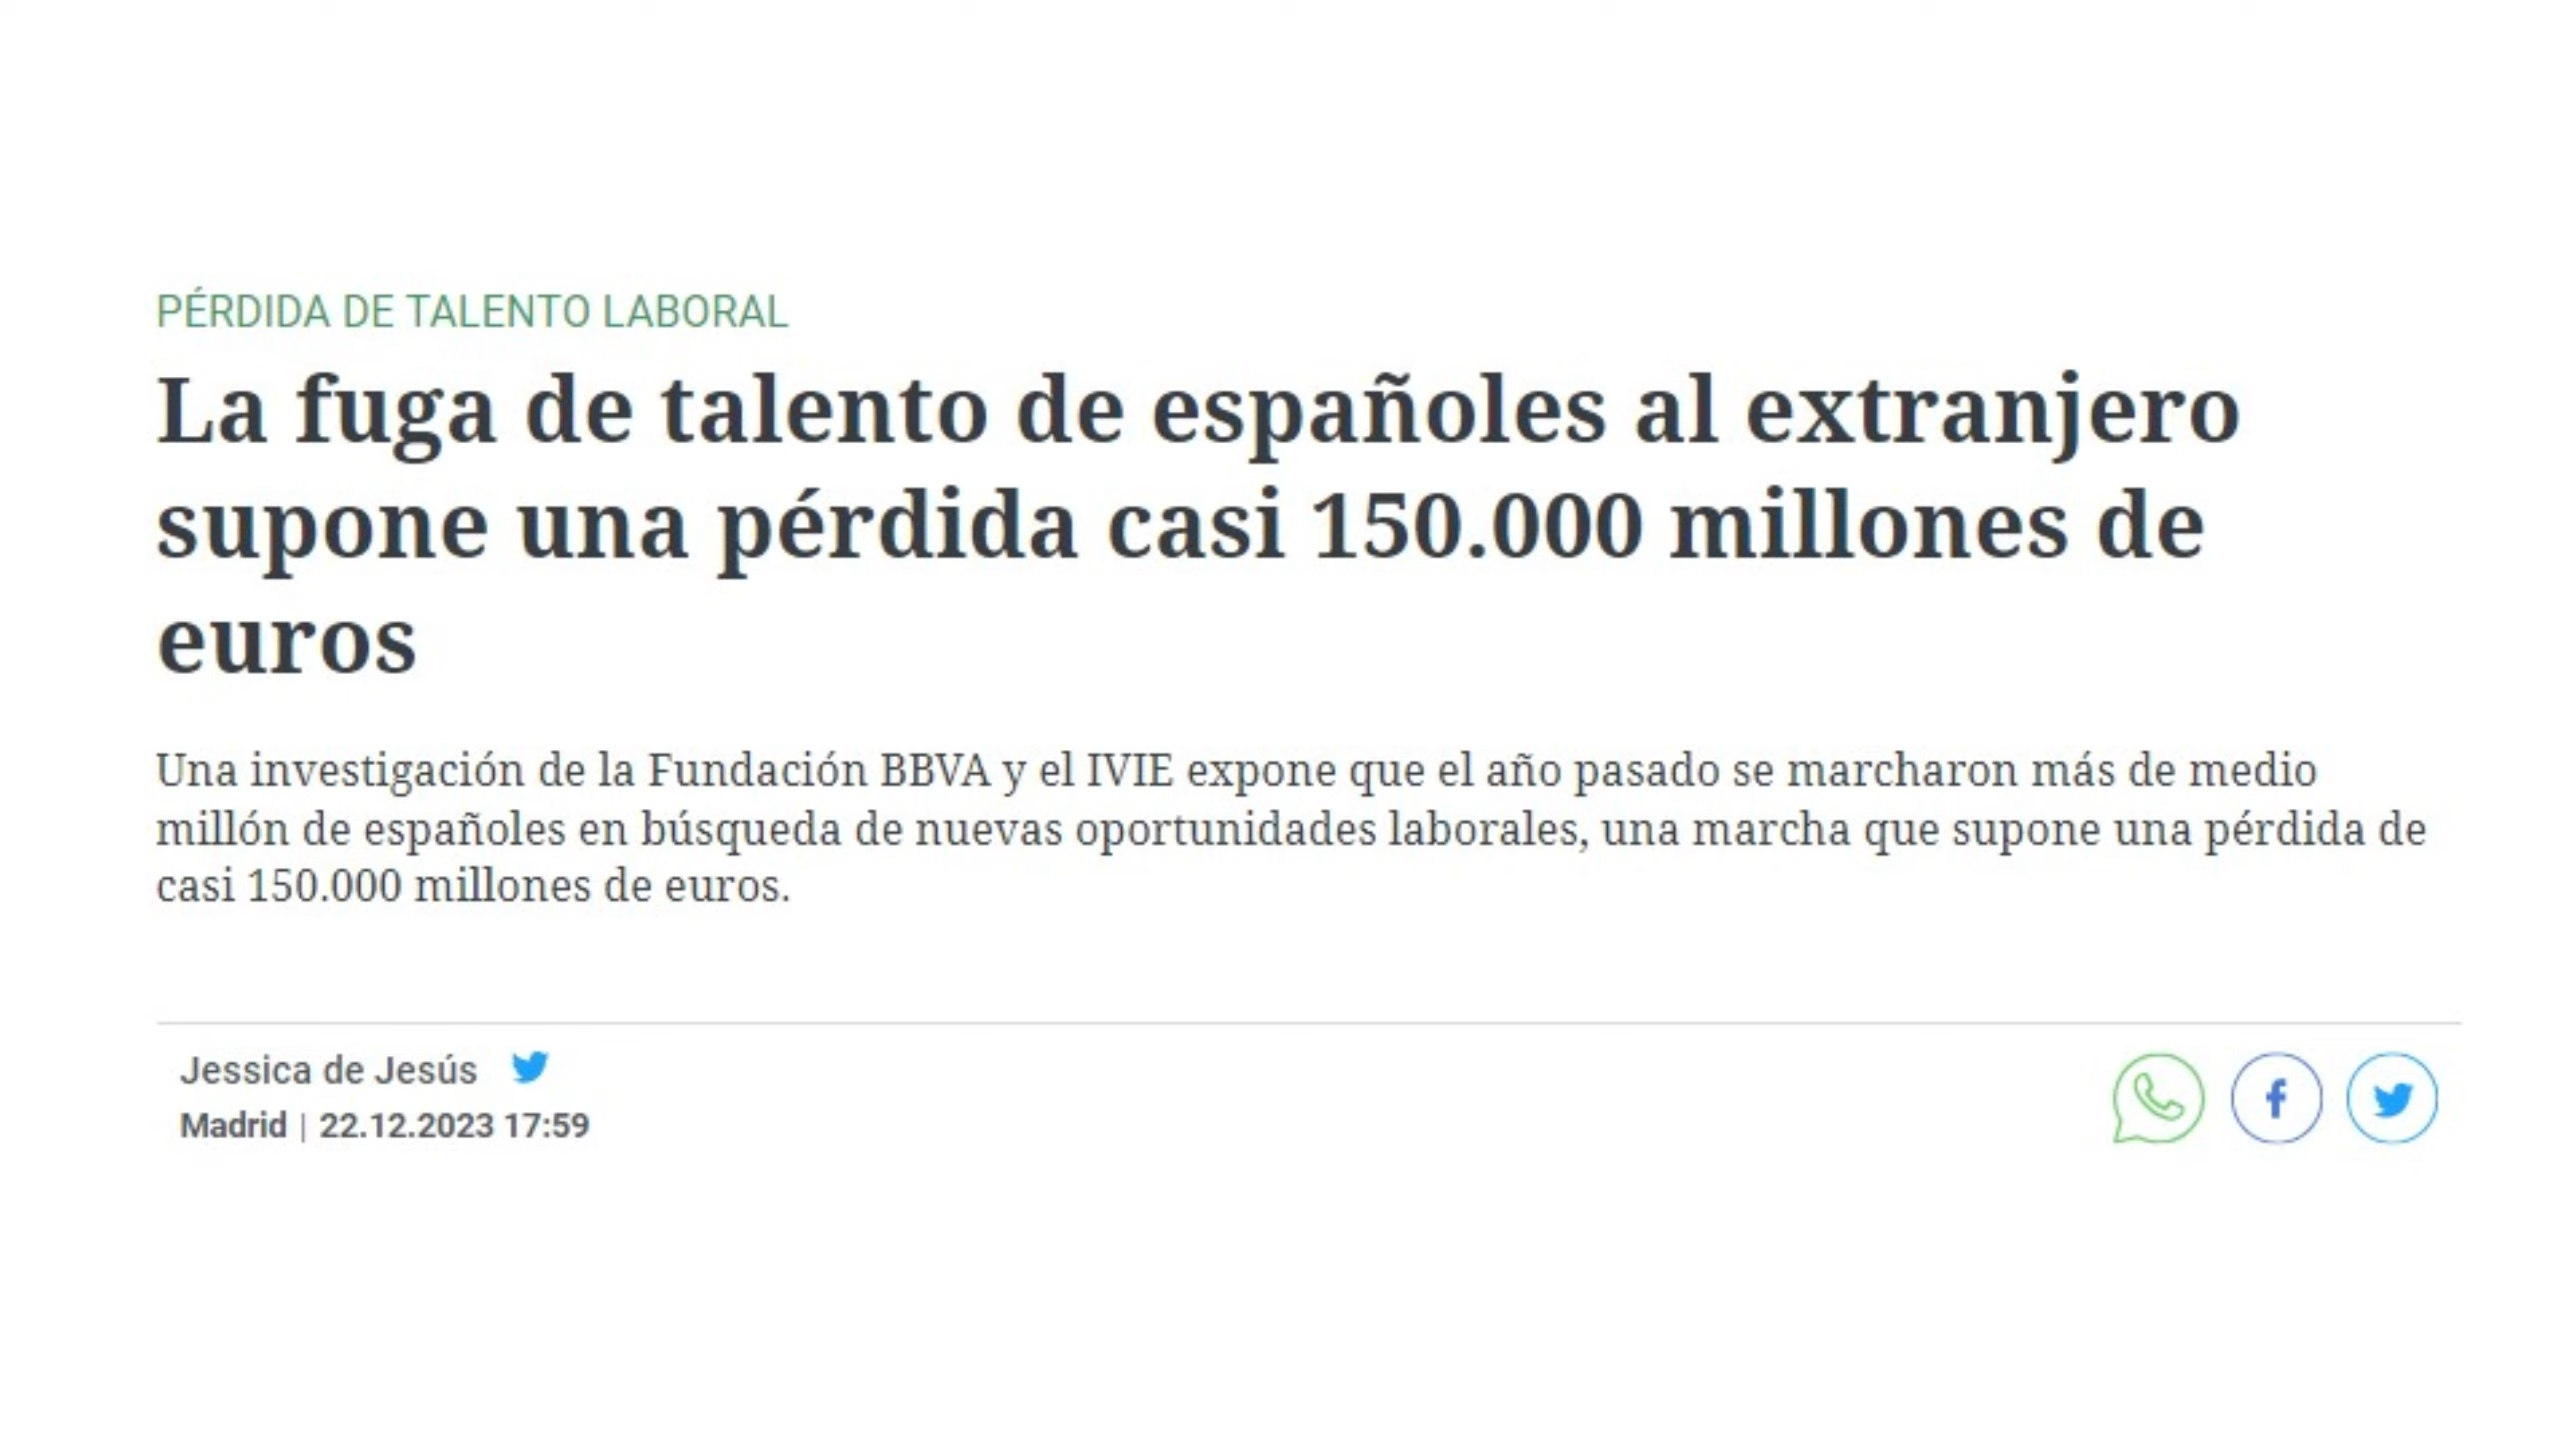 PÉRDIDA DE TALENTO LABORAL
La fuga de talento de españoles al extranjero
supone una pérdida casi 150.000 millones de
euros
Una investigación de la Fundación BBVA y el IVIE expone que el año pasado se marcharon más de medio
millón de españoles en búsqueda de nuevas oportunidades laborales, una marcha que supone una pérdida de
casi 150.000 millones de euros.
Jessica de Jesús
Madrid | 22.12.2023 17:59